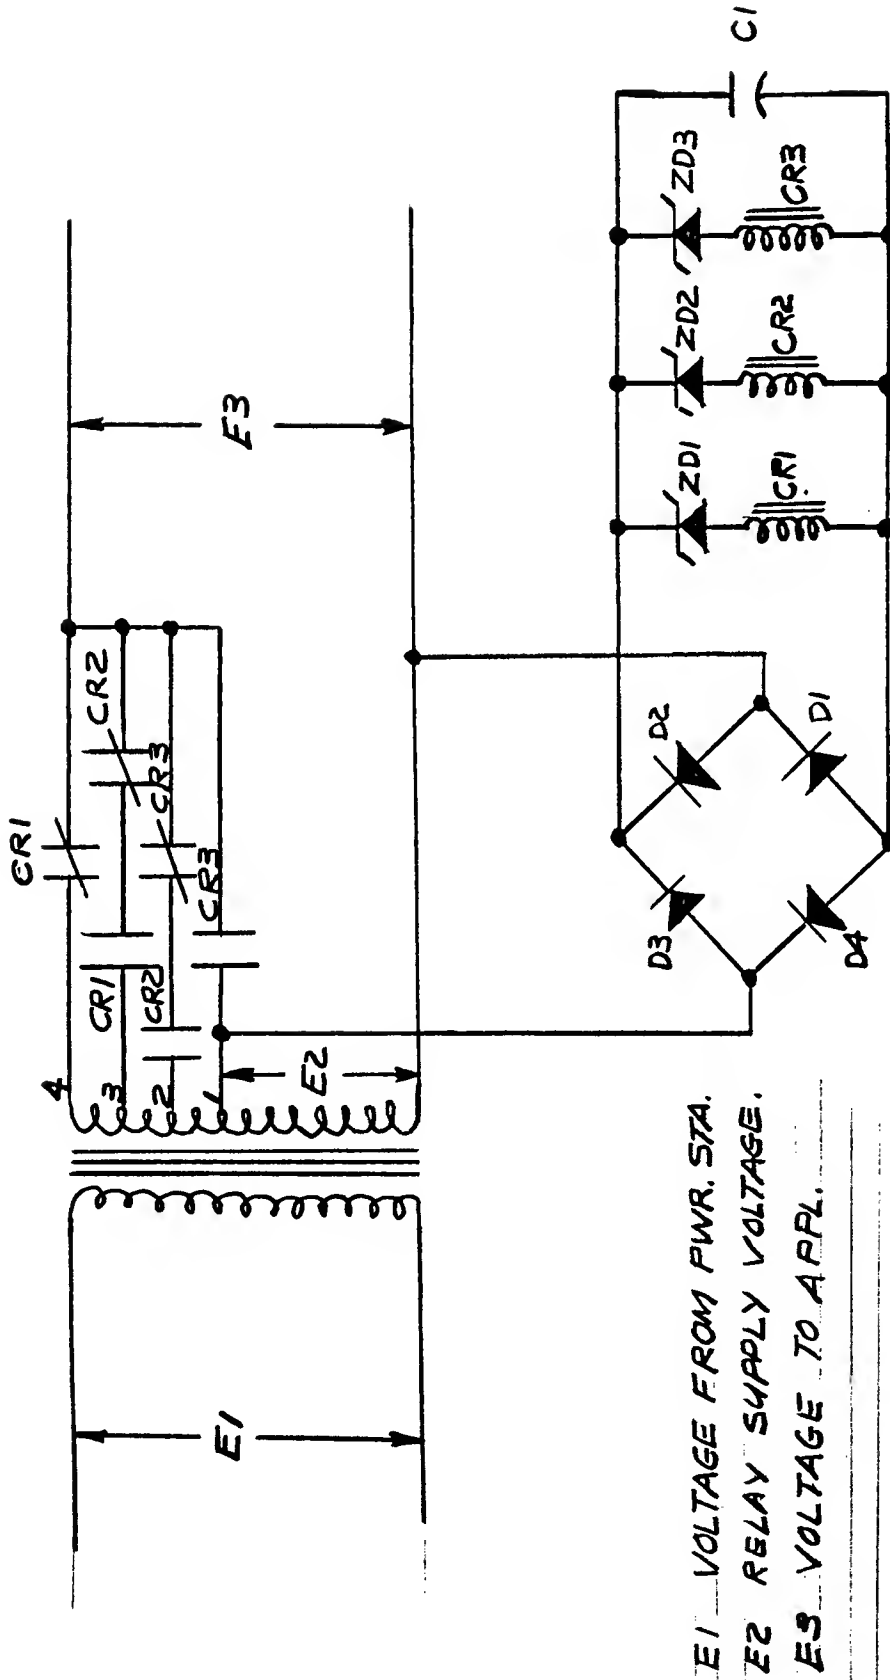 CR1
CR2
CR1
CR3
CR2
CR3
4
3
2
1
E1
E2
E3
D2
D1
D3
D4
ZD1
ZD2
ZD3
CR1
CR2
CR3
C1
E1 VOLTAGE FROM PWR. STA.
E2 RELAY SUPPLY VOLTAGE.
E3 VOLTAGE TO APPL.